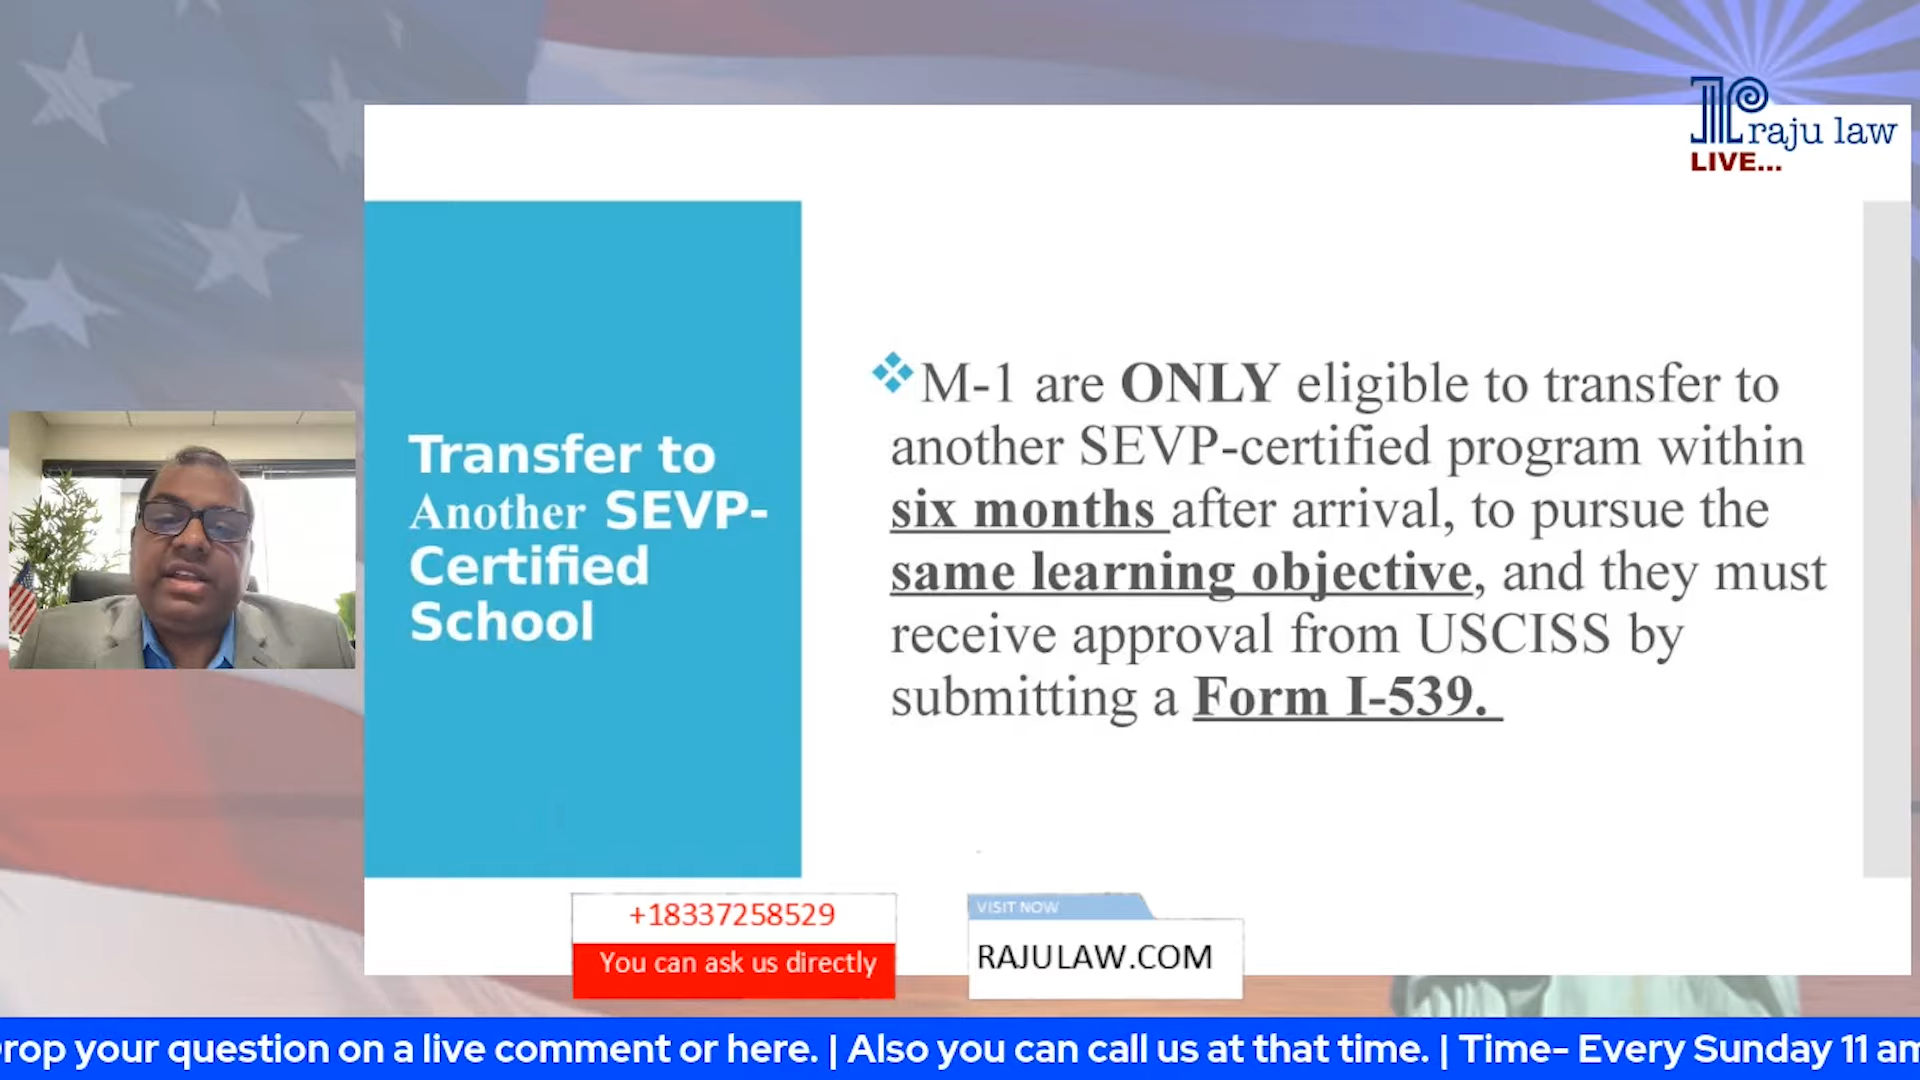 raju law
LIVE...
Transfer to
Another SEVP-
Certified
School
M-1 are ONLY eligible to transfer to
another SEVP-certified program within
six months after arrival, to pursue the
same learning objective, and they must
receive approval from USCISS by
submitting a Form I-539.
+18337258529
You can ask us directly
VISIT NOW
RAJULAW.COM
rop your question on a live comment or here. | Also you can call us at that time. | Time- Every Sunday 11 am